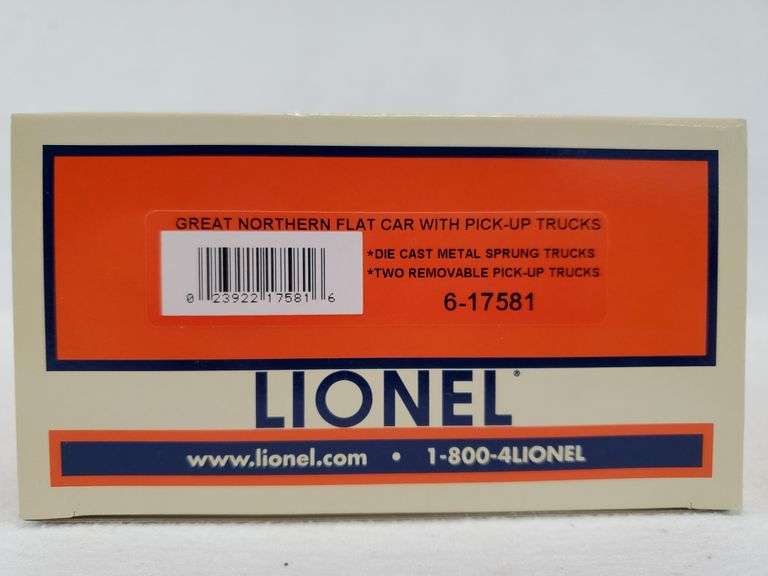 GREAT NORTHERN FLAT CAR WITH PICK-UP TRUCKS
*DIE CAST METAL SPRUNG TRUCKS
*TWO REMOVABLE PICK-UP TRUCKS
0 23922 17581 6
6-17581
LIONEL®
www.lionel.com • 1-800-4LIONEL